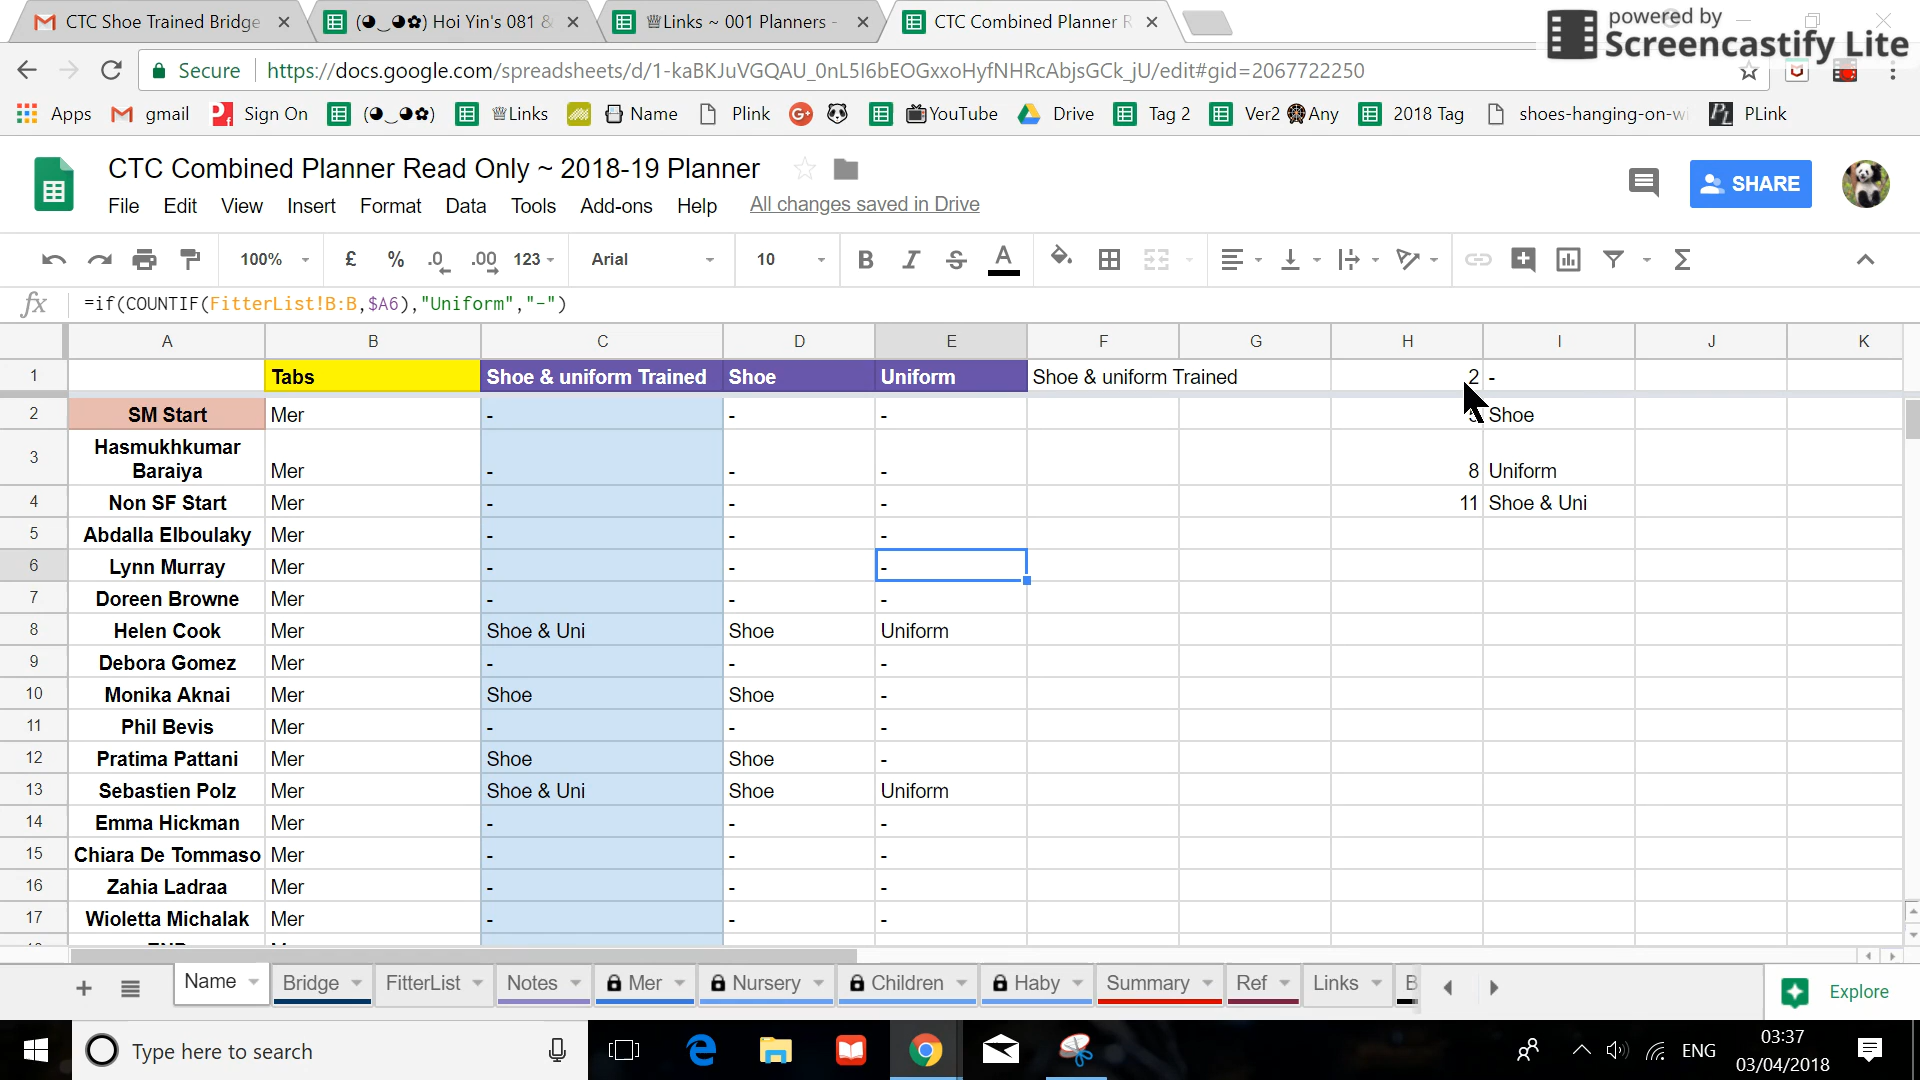 CTC Shoe Trained Bridge
(◕‿◕✿) Hoi Yin's 081 &
♕Links ~ 001 Planners -
CTC Combined Planner R
powered by
Screencastify Lite
Secure
https://docs.google.com/spreadsheets/d/1-kaBKJuVGQAU_0nL5I6bEOGxxoHyfNHRcAbjsGCk_jU/edit#gid=2067722250
Apps gmail Sign On (◕‿◕✿) ♕Links Name Plink YouTube Drive Tag 2 Ver2 Any 2018 Tag shoes-hanging-on-wi PLink
CTC Combined Planner Read Only ~ 2018-19 Planner
SHARE
File Edit View Insert Format Data Tools Add-ons Help All changes saved in Drive
100% £ % .0 .00 123 Arial 10 B I S A Σ
fx =if(COUNTIF(FitterList!B:B,$A6),"Uniform","-")
A B C D E F G H I J K
1 Tabs Shoe & uniform Trained Shoe Uniform Shoe & uniform Trained 2 -
2 SM Start Mer - - - Shoe
3 Hasmukhkumar Baraiya Mer - - - 8 Uniform
4 Non SF Start Mer - - - 11 Shoe & Uni
5 Abdalla Elboulaky Mer - - -
6 Lynn Murray Mer - - -
7 Doreen Browne Mer - - -
8 Helen Cook Mer Shoe & Uni Shoe Uniform
9 Debora Gomez Mer - - -
10 Monika Aknai Mer Shoe Shoe -
11 Phil Bevis Mer - - -
12 Pratima Pattani Mer Shoe Shoe -
13 Sebastien Polz Mer Shoe & Uni Shoe Uniform
14 Emma Hickman Mer - - -
15 Chiara De Tommaso Mer - - -
16 Zahia Ladraa Mer - - -
17 Wioletta Michalak Mer - - -
Name Bridge FitterList Notes Mer Nursery Children Haby Summary Ref Links B
Explore
Type here to search
ENG
03:37
03/04/2018